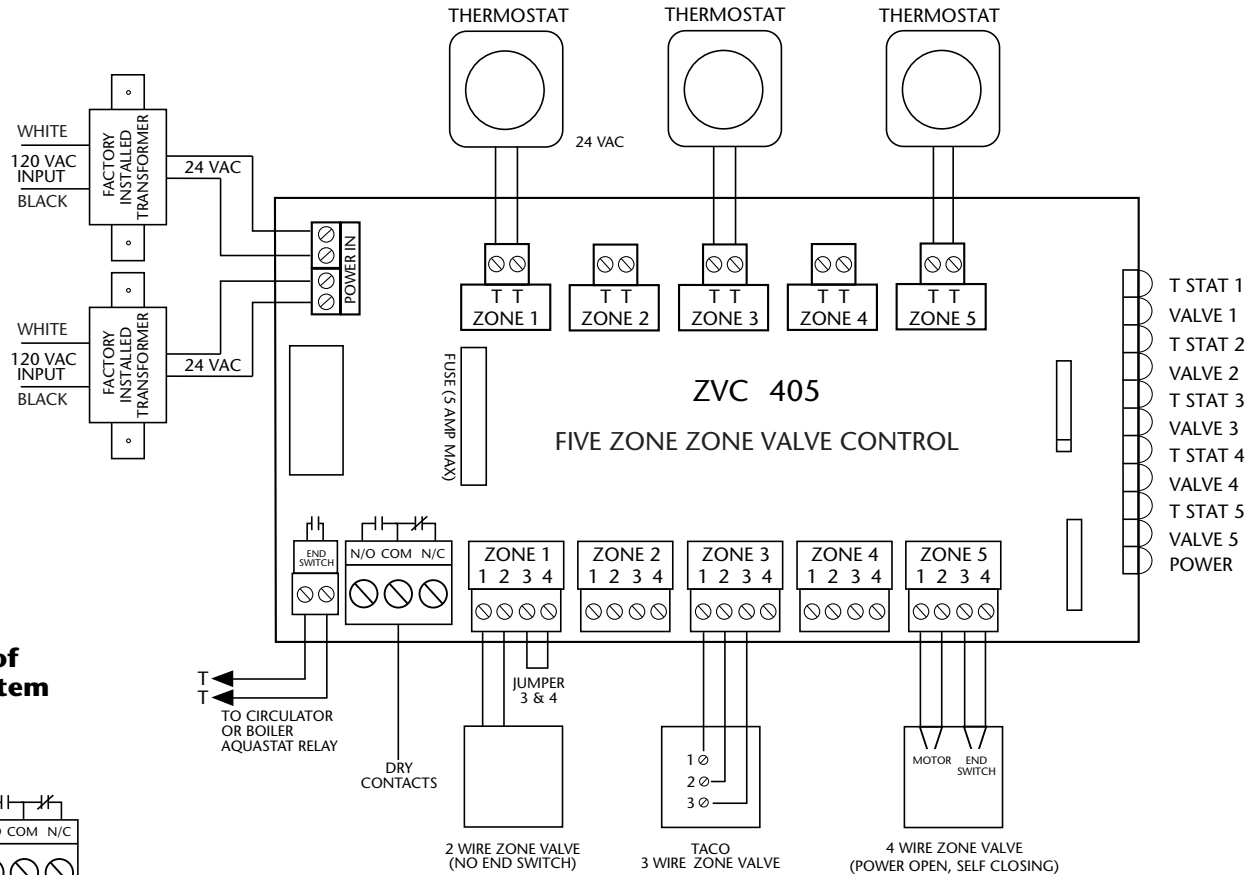 THERMOSTAT
THERMOSTAT
THERMOSTAT
24 VAC
WHITE
120 VAC
INPUT
BLACK
FACTORY
INSTALLED
TRANSFORMER
24 VAC
WHITE
120 VAC
INPUT
BLACK
FACTORY
INSTALLED
TRANSFORMER
24 VAC
POWER IN
T T
ZONE 1
T T
ZONE 2
T T
ZONE 3
T T
ZONE 4
T T
ZONE 5
FUSE (5 AMP MAX)
ZVC 405
FIVE ZONE ZONE VALVE CONTROL
T STAT 1
VALVE 1
T STAT 2
VALVE 2
T STAT 3
VALVE 3
T STAT 4
VALVE 4
T STAT 5
VALVE 5
POWER
END
SWITCH
N/O COM N/C
ZONE 1
1 2 3 4
ZONE 2
1 2 3 4
ZONE 3
1 2 3 4
ZONE 4
1 2 3 4
ZONE 5
1 2 3 4
of
tem
T
T
TO CIRCULATOR
OR BOILER
AQUASTAT RELAY
DRY
CONTACTS
JUMPER
3 & 4
1
2
3
MOTOR
END
SWITCH
2 WIRE ZONE VALVE
(NO END SWITCH)
TACO
3 WIRE ZONE VALVE
4 WIRE ZONE VALVE
(POWER OPEN, SELF CLOSING)
COM N/C